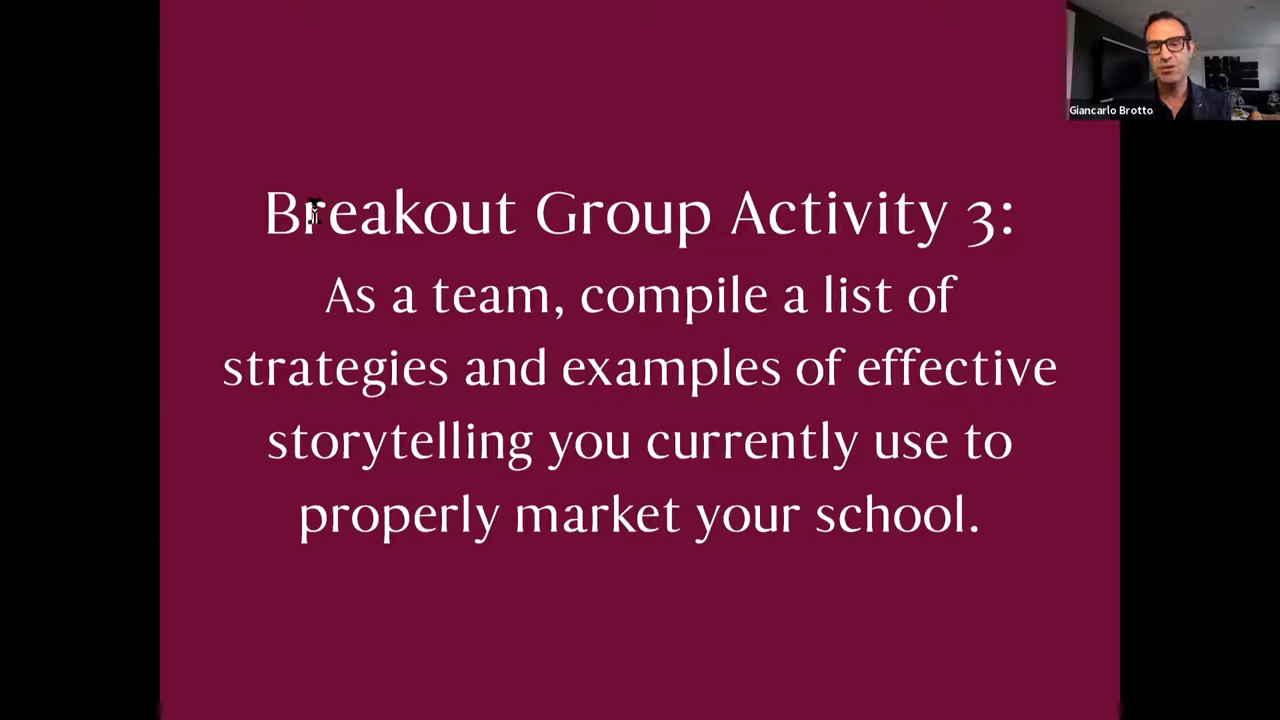 Giancarlo Brotto
Breakout Group Activity 3:
As a team, compile a list of
strategies and examples of effective
storytelling you currently use to
properly market your school.